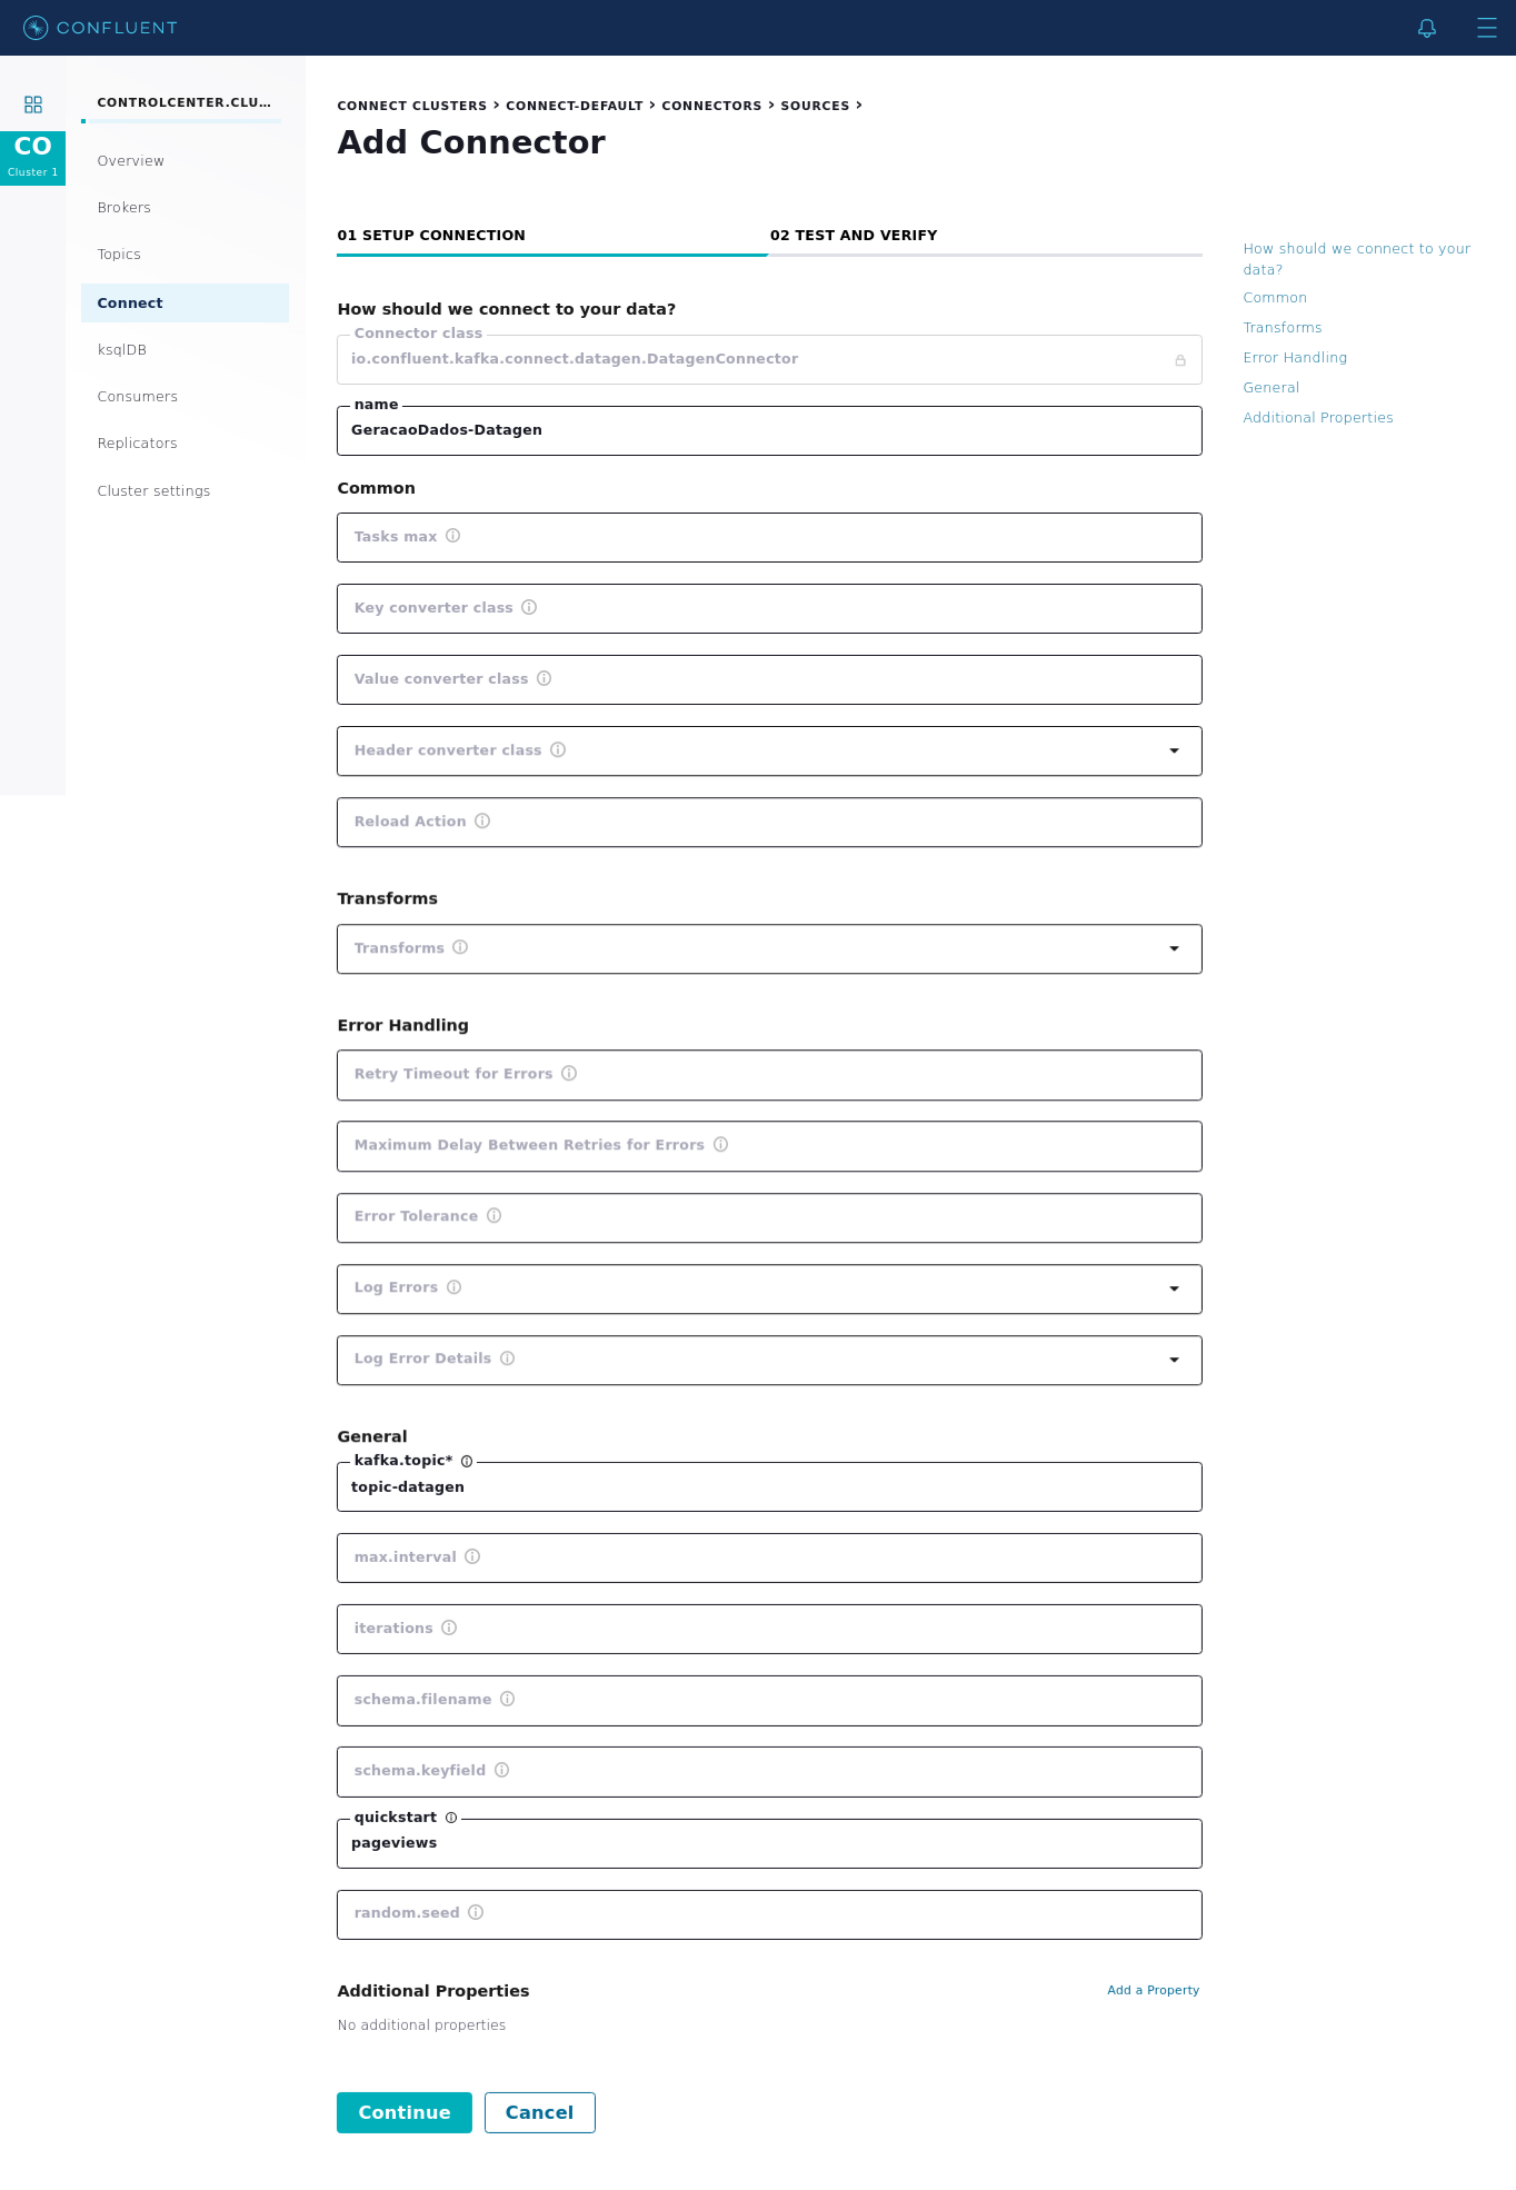 CONFLUENT
CO
Cluster 1
CONTROLCENTER.CLU...
Overview
Brokers
Topics
Connect
ksqlDB
Consumers
Replicators
Cluster settings
CONNECT CLUSTERS > CONNECT-DEFAULT > CONNECTORS > SOURCES >
Add Connector
01 SETUP CONNECTION
02 TEST AND VERIFY
How should we connect to your data?
Connector class
io.confluent.kafka.connect.datagen.DatagenConnector
name
GeracaoDados-Datagen
Common
Tasks max
Key converter class
Value converter class
Header converter class
Reload Action
Transforms
Transforms
Error Handling
Retry Timeout for Errors
Maximum Delay Between Retries for Errors
Error Tolerance
Log Errors
Log Error Details
General
kafka.topic*
topic-datagen
max.interval
iterations
schema.filename
schema.keyfield
quickstart
pageviews
random.seed
Additional Properties
Add a Property
No additional properties
Continue
Cancel
How should we connect to your
data?
Common
Transforms
Error Handling
General
Additional Properties